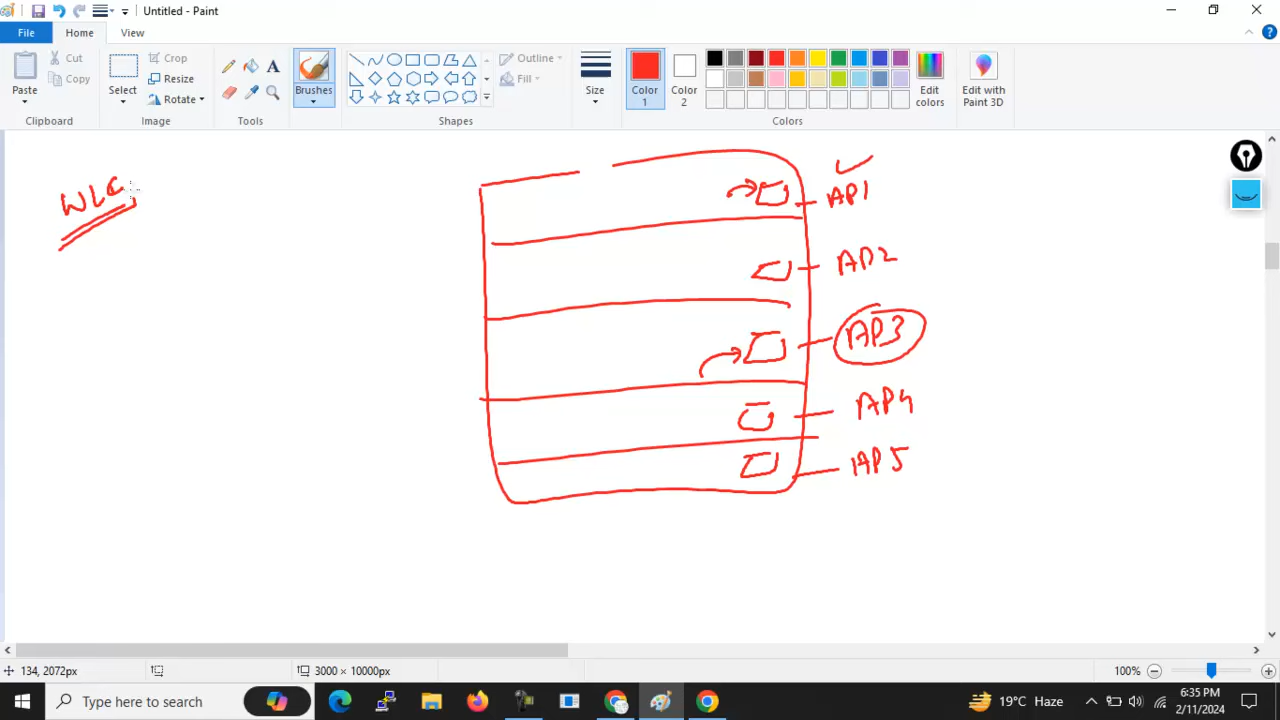 Untitled - Paint
File Home View
Paste
Cut
Copy
Clipboard
Select
Crop
Resize
Rotate
Image
A
Tools
Brushes
Shapes
Outline
Fill
Size
Color 1
Color 2
Colors
Edit colors
Edit with Paint 3D
WLC
AP1
AP2
AP3
AP4
AP5
134, 2072px
3000 × 10000px
100%
Type here to search
19°C Haze
6:35 PM
2/11/2024